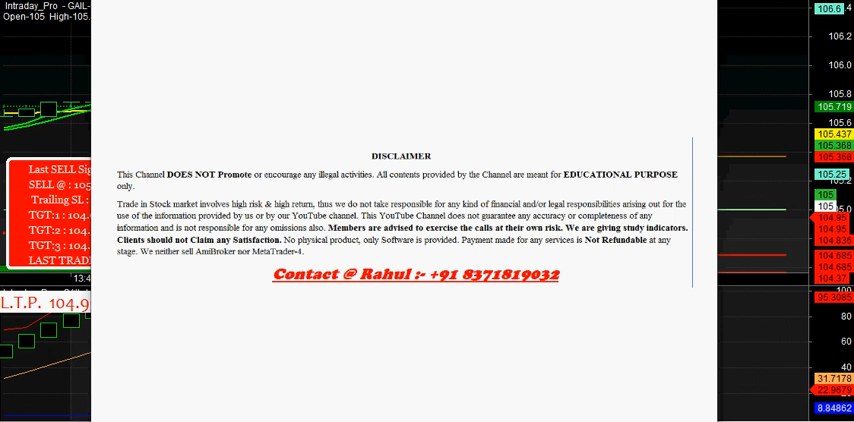 Intraday_Pro - GAIL-
Open-105 High-105.
DISCLAIMER
This Channel DOES NOT Promote or encourage any illegal activities. All contents provided by the Channel are meant for EDUCATIONAL PURPOSE
only.
Trade in Stock market involves high risk & high return, thus we do not take responsible for any kind of financial and/or legal responsibilities arising out for the
use of the information provided by us or by our YouTube channel. This YouTube Channel does not guarantee any accuracy or completeness of any
information and is not responsible for any omissions also. Members are advised to exercise the calls at their own risk. We are giving study indicators.
Clients should not Claim any Satisfaction. No physical product, only Software is provided. Payment made for any services is Not Refundable at any
stage. We neither sell AmiBroker nor MetaTrader-4.
Contact @ Rahul :- +91 8371819032
Last SELL Sig
SELL @ : 105
Trailing SL :
TGT:1 : 104.
TGT:2 : 104.
TGT:3 : 104.
LAST TRAD
13:4
L.T.P. 104.9
106.6
106.2
106.0
105.8
105.719
105.6
105.437
105.368
105.368
105.25
105
105
104.95
104.95
104.836
104.685
104.685
104.37
100
95.3085
80
60
40
31.7178
22.9679
8.84862